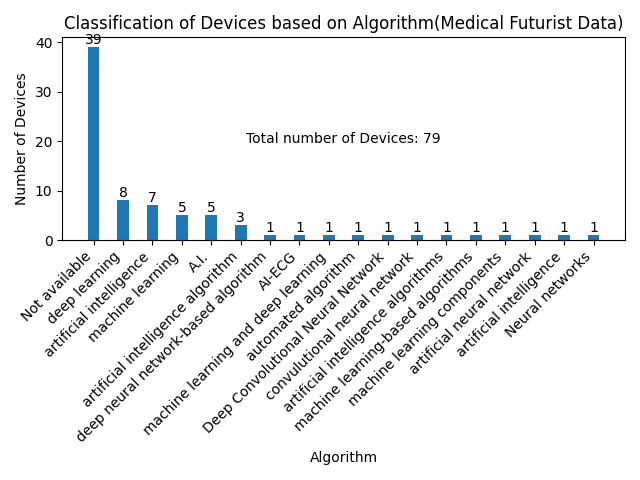 Classification of Devices based on Algorithm(Medical Futurist Data)
Number of Devices
40
30
20
10
0
39
8
7
5
5
3
1
1
1
1
1
1
1
1
1
1
1
1
Total number of Devices: 79
Not available
deep learning
artificial intelligence
machine learning
A.I.
artificial intelligence algorithm
deep neural network-based algorithm
AI-ECG
machine learning and deep learning
automated algorithm
Deep Convolutional Neural Network
convulutional neural network
artificial intelligence algorithms
machine learning-based algorithms
machine learning components
artificial neural network
artificial intelligence
Neural networks
Algorithm